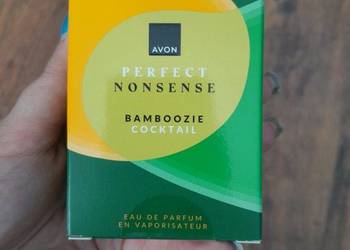 AVON
PERFECT
NONSENSE
BAMBOOZIE
COCKTAIL
EAU DE PARFUM
EN VAPORISATEUR